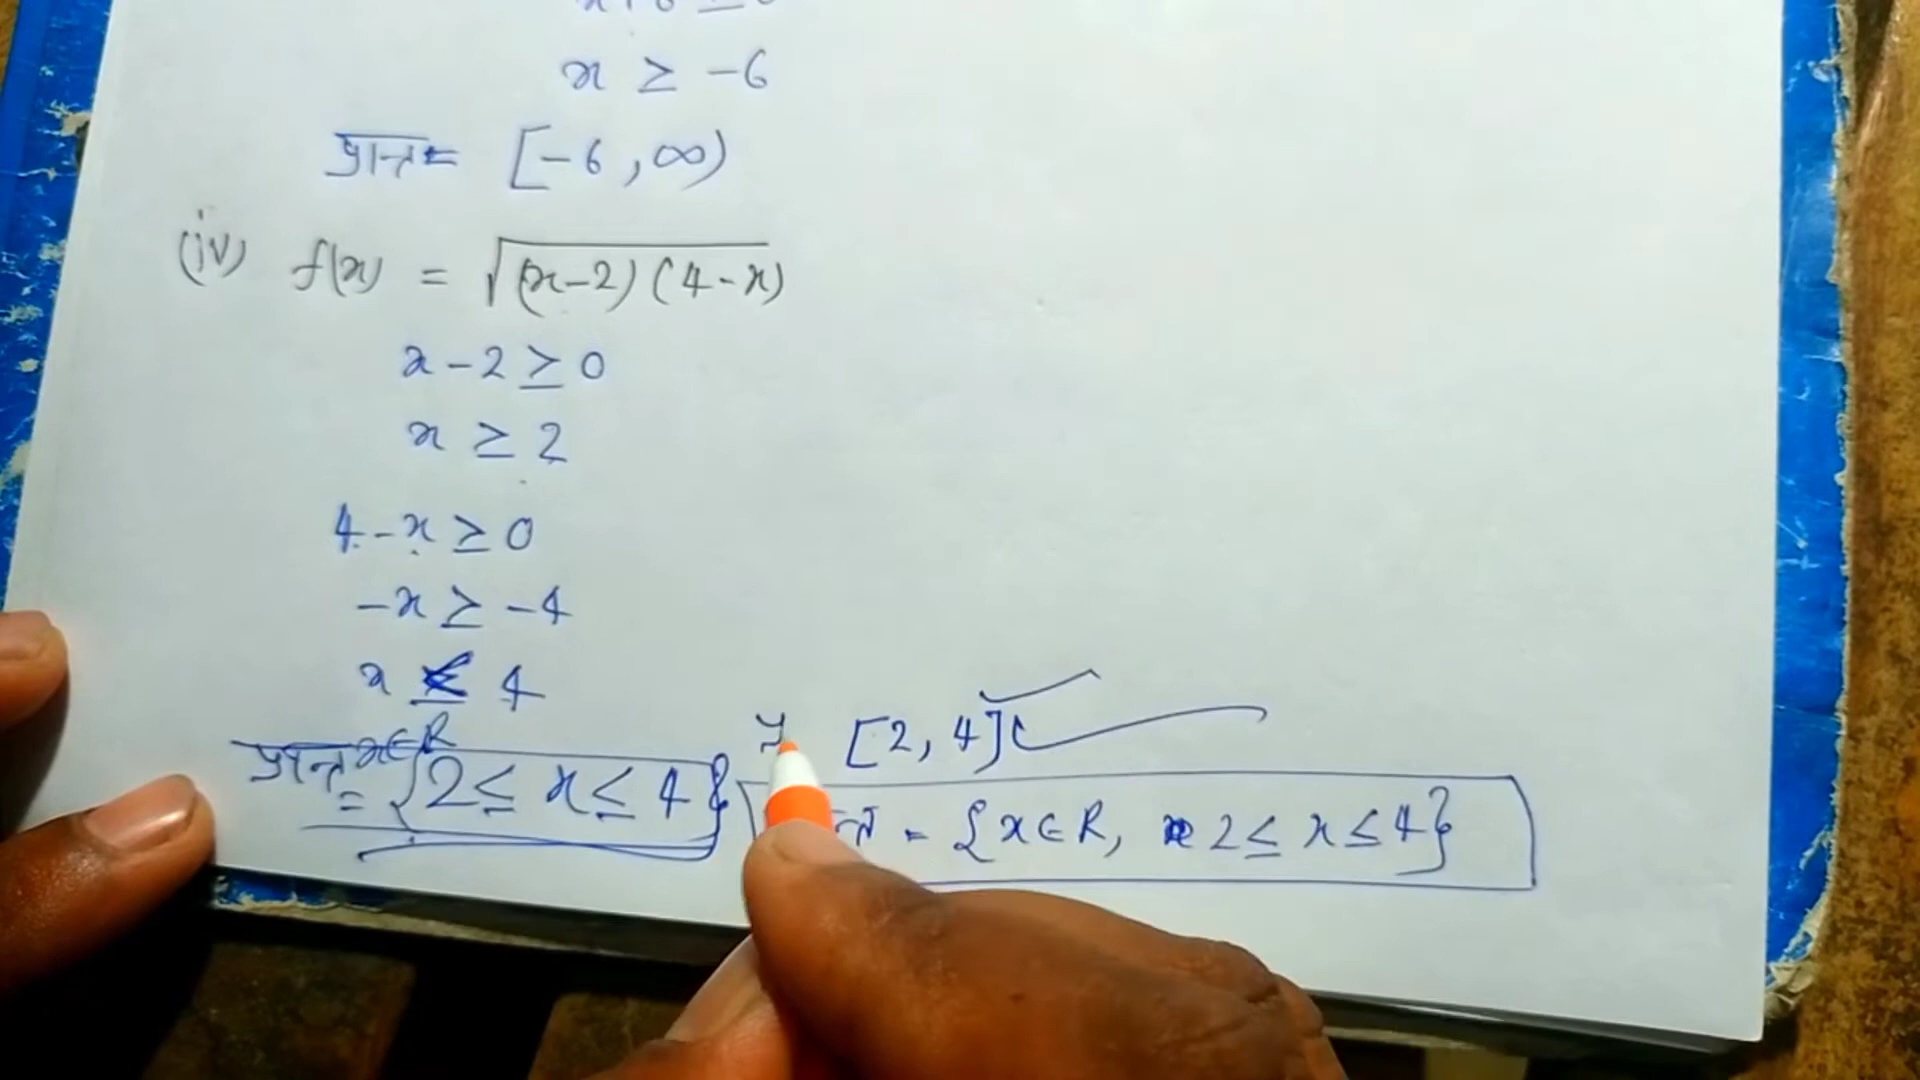 x ≥ -6
प्रान्त = [-6, ∞)
(iv) f(x) = √(x-2)(4-x)
x - 2 ≥ 0
x ≥ 2
4 - x ≥ 0
-x ≥ -4
x ≤ 4
[2, 4]
प्रान्त = {x∈R 2 ≤ x ≤ 4}
= {x∈R, 2 ≤ x ≤ 4}